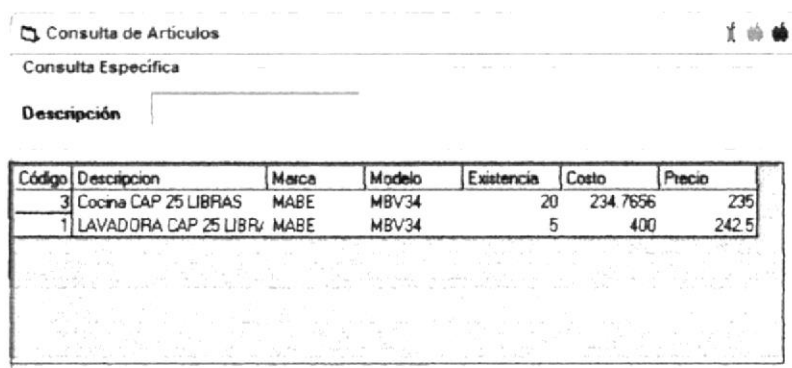 Consulta de Articulos
Consulta Especifica
Descripción
Código Descripcion Marca Modelo Existencia Costo Precio
3 Cocina CAP 25 LIBRAS MABE MBV34 20 234.7656 235
1 LAVADORA CAP 25 LIBRA MABE MBV34 5 400 242.5